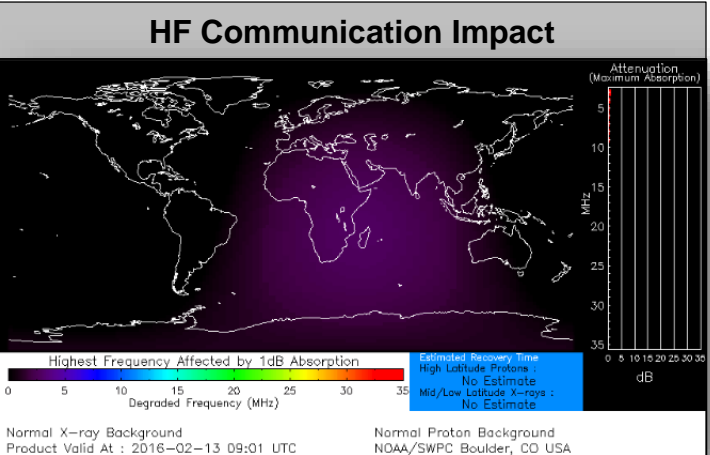 HF Communication Impact
Attenuation
(Maximum Absorption)
5
10
15
MHz
20
25
30
35
0 5 10 15 20 25 30 35
dB
Highest Frequency Affected by 1dB Absorption
0 5 10 15 20 25 30 35
Degraded Frequency (MHz)
Estimated Recovery Time
High Latitude Protons :
No Estimate
Mid/Low Latitude X-rays :
No Estimate
Normal X-ray Background
Product Valid At : 2016-02-13 09:01 UTC
Normal Proton Background
NOAA/SWPC Boulder, CO USA